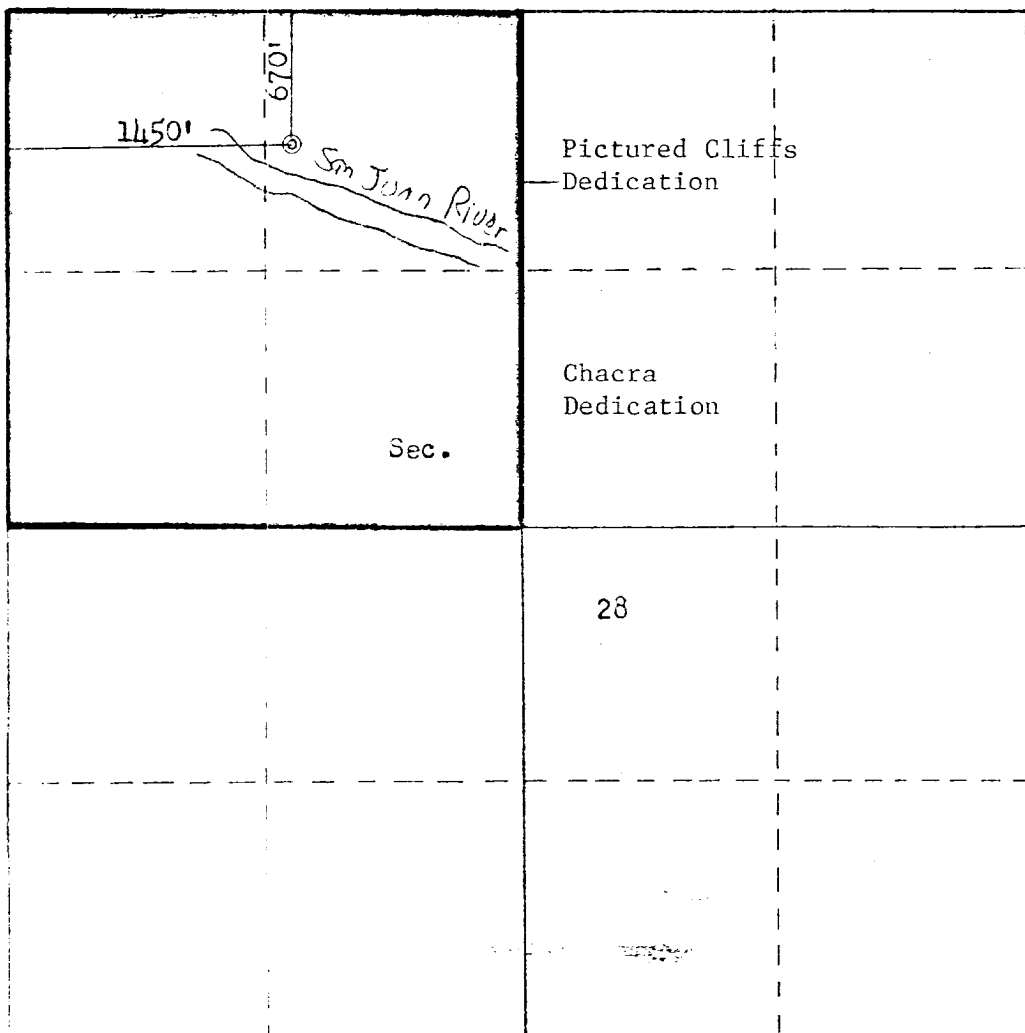 670'
1450'
San Juan River
Pictured Cliffs
Dedication
Chacra
Dedication
Sec.
28